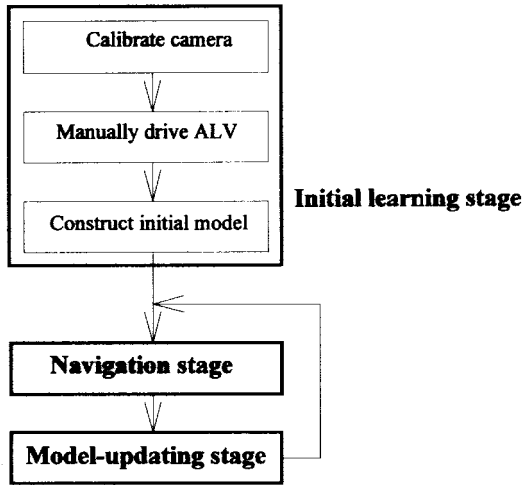 Calibrate camera
Manually drive ALV
Construct initial model
Initial learning stage
Navigation stage
Model-updating stage